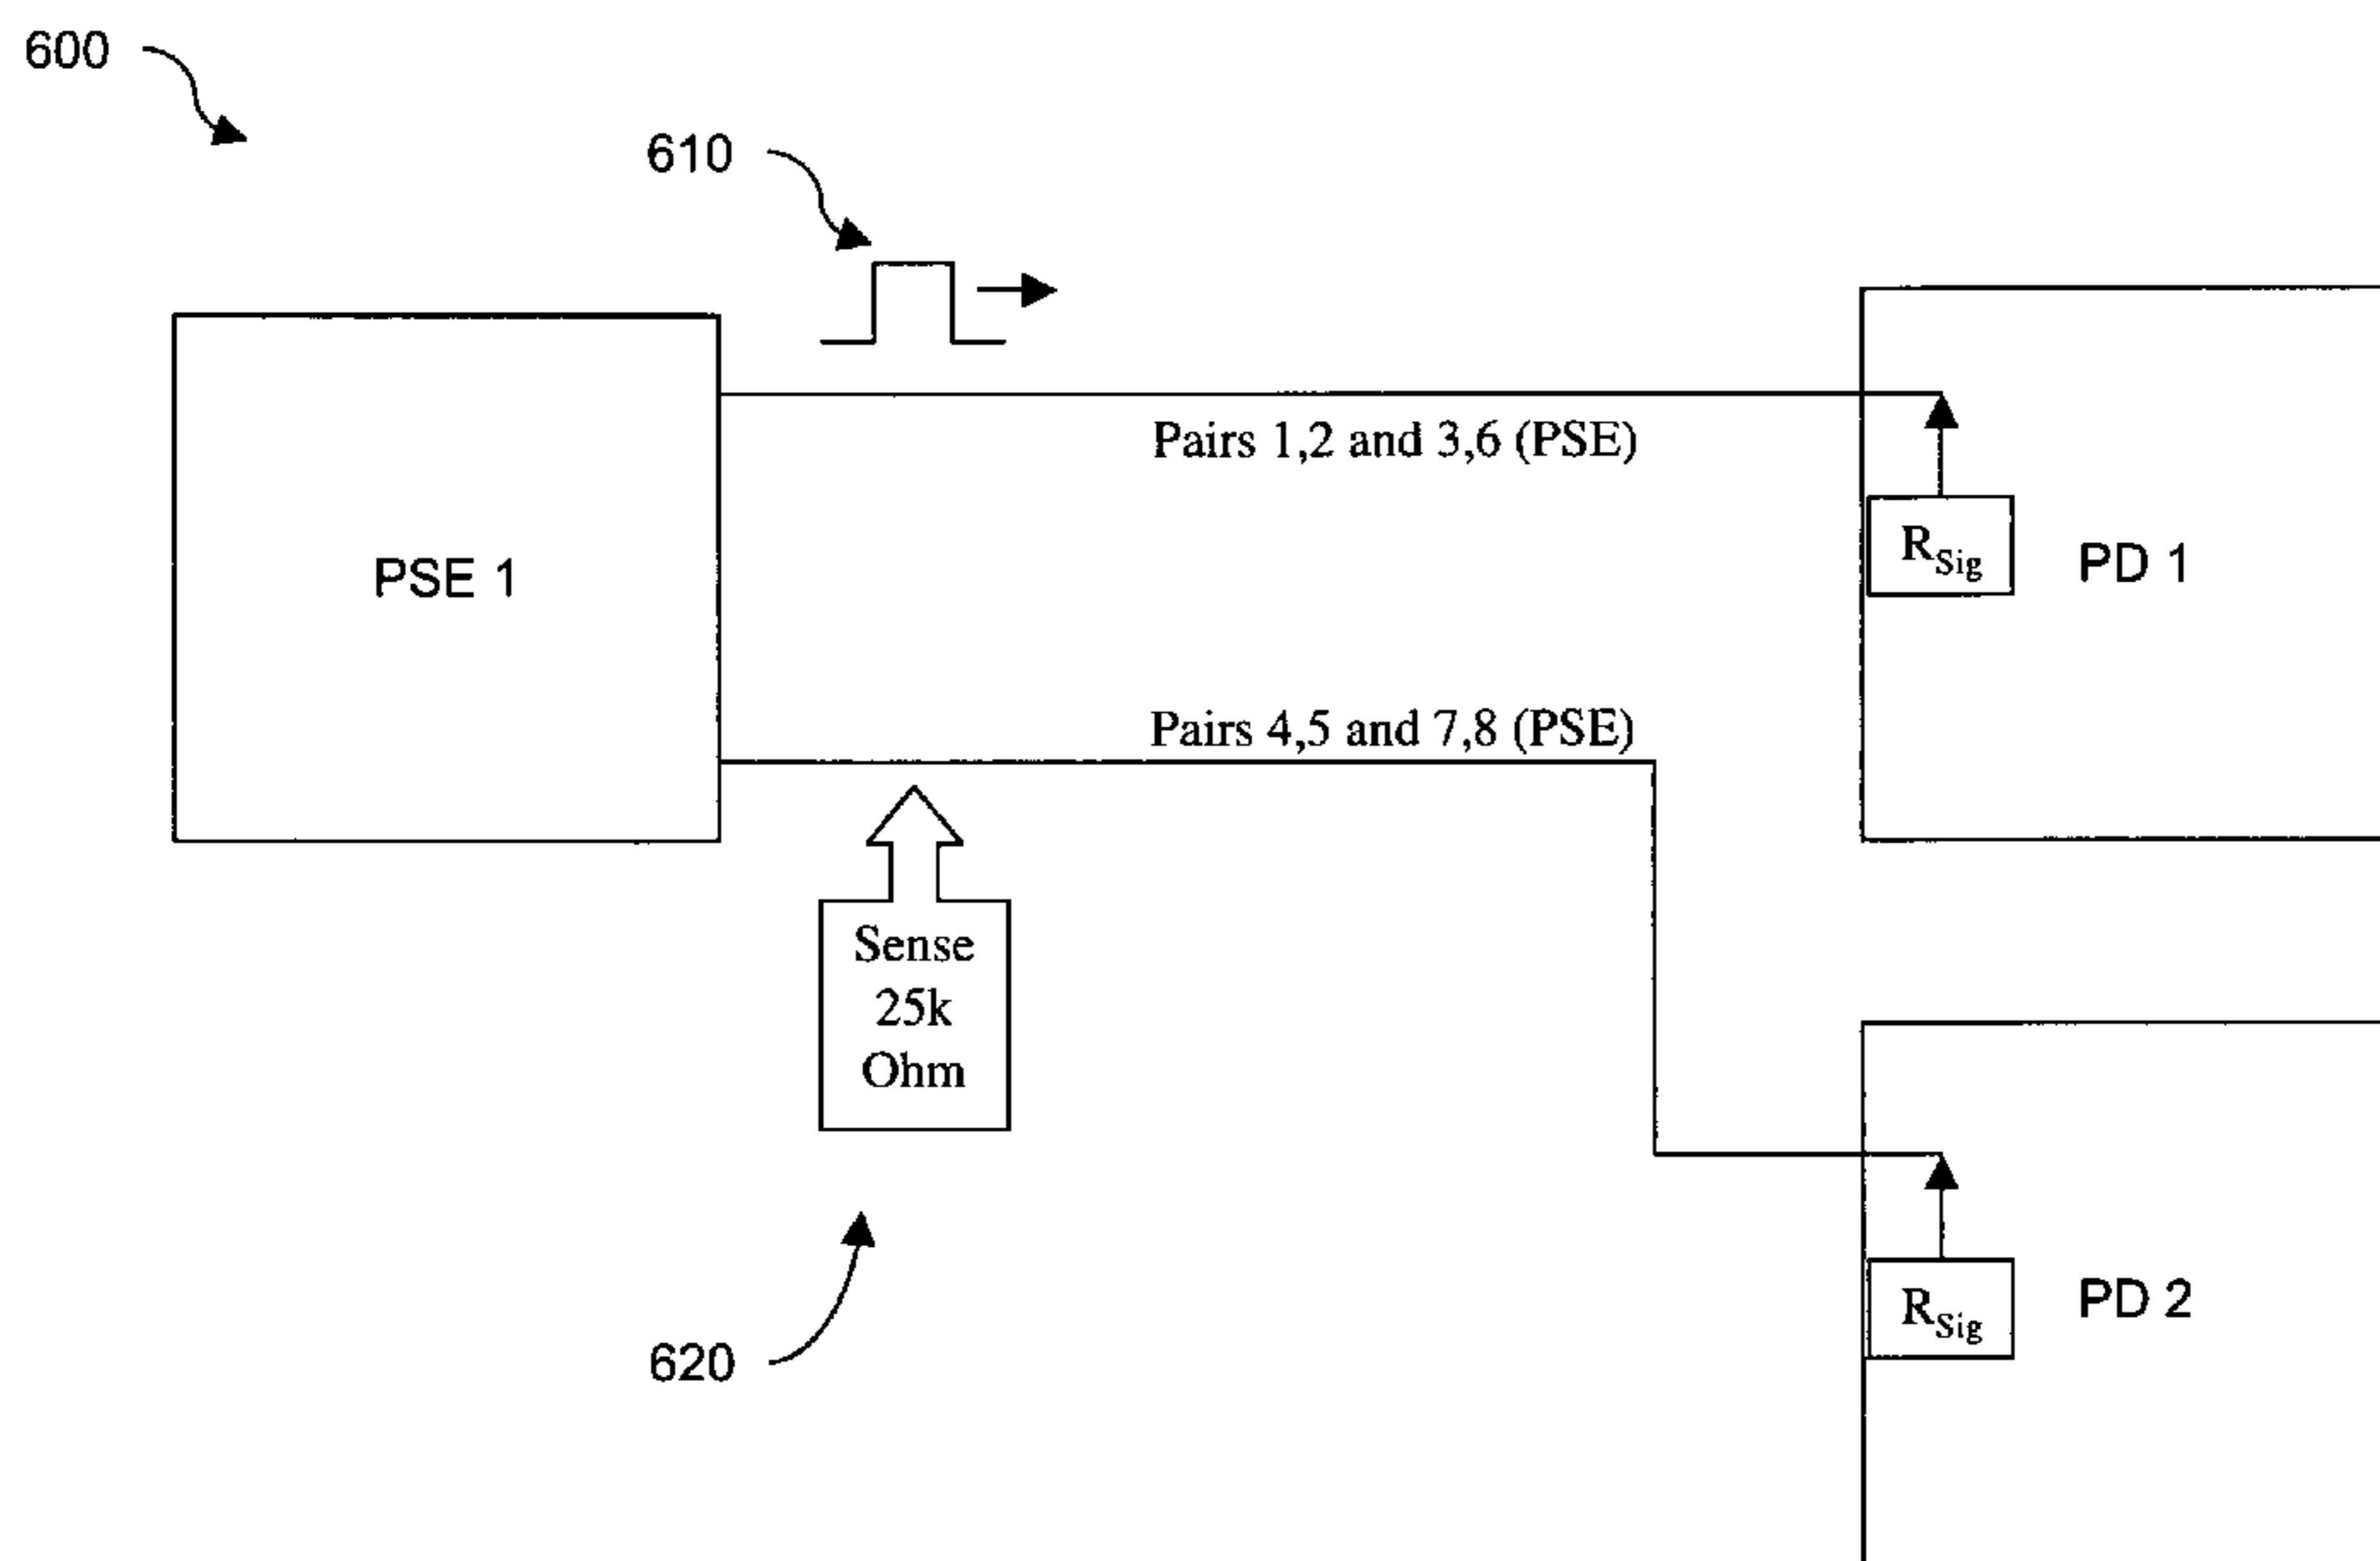 600
610
Pairs 1,2 and 3,6 (PSE)
PSE 1
RSig
PD 1
Pairs 4,5 and 7,8 (PSE)
Sense
25k
Ohm
RSig
PD 2
620